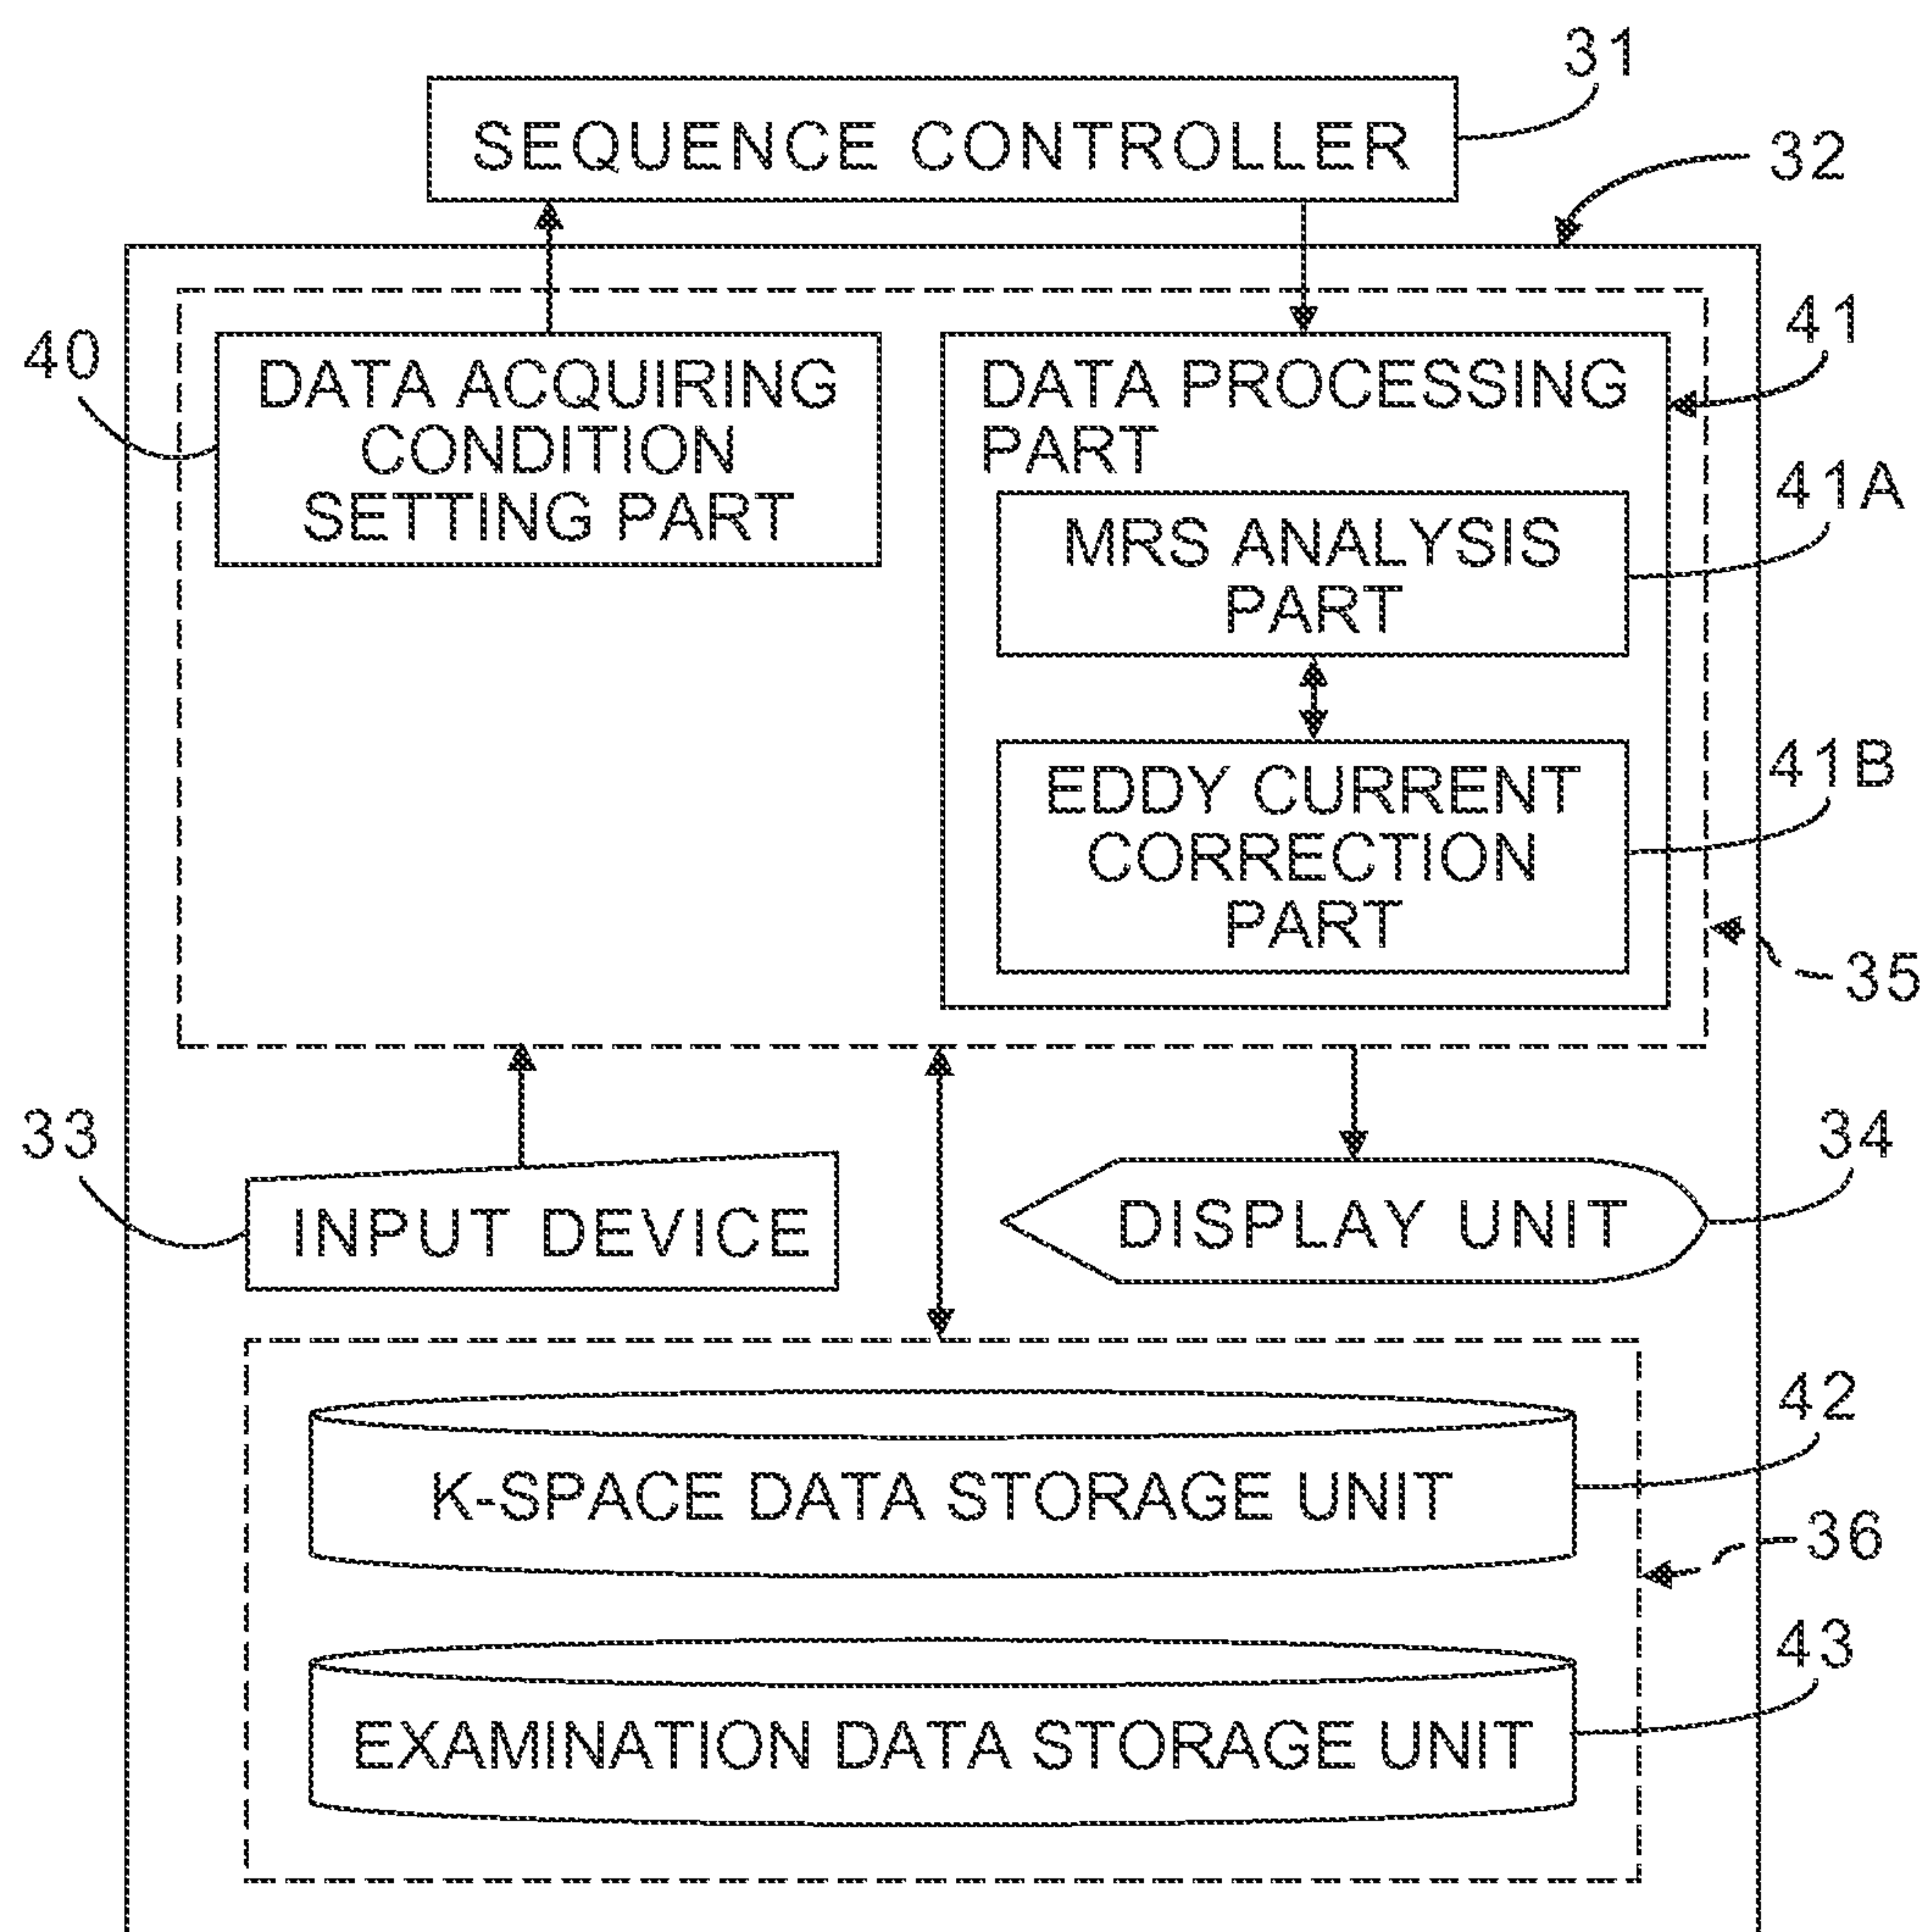 31
SEQUENCE CONTROLLER
32
40
DATA ACQUIRING
CONDITION
SETTING PART
41
DATA PROCESSING
PART
41A
MRS ANALYSIS
PART
41B
EDDY CURRENT
CORRECTION
PART
35
33
INPUT DEVICE
34
DISPLAY UNIT
42
K-SPACE DATA STORAGE UNIT
36
43
EXAMINATION DATA STORAGE UNIT